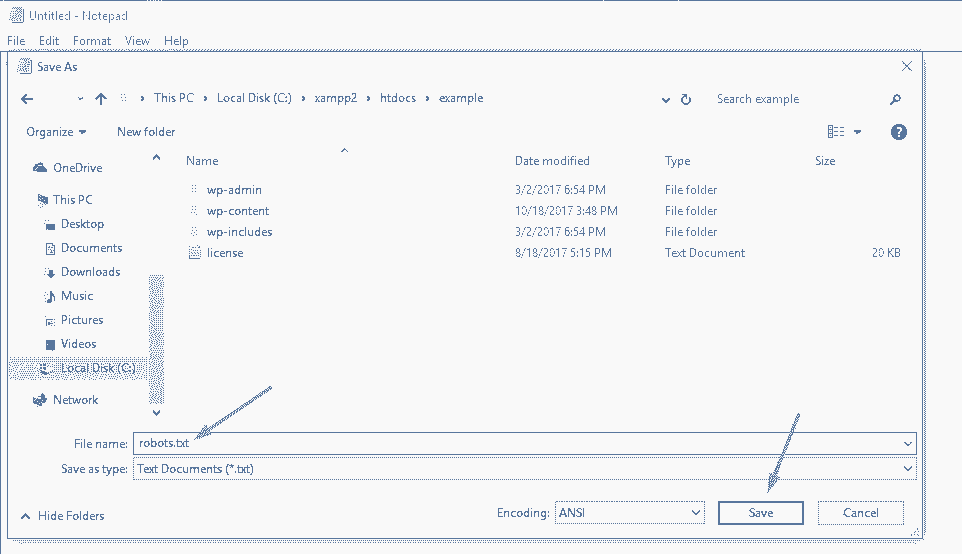 Untitled - Notepad
File Edit Format View Help
Save As
This PC > Local Disk (C:) > xampp2 > htdocs > example
Search example
Organize New folder
Name Date modified Type Size
OneDrive
This PC
Desktop
Documents
Downloads
Music
Pictures
Videos
Local Disk (C:)
Network
wp-admin 3/2/2017 6:54 PM File folder
wp-content 10/18/2017 3:48 PM File folder
wp-includes 3/2/2017 6:54 PM File folder
license 8/18/2017 5:15 PM Text Document 20 KB
File name: robots.txt
Save as type: Text Documents (*.txt)
Hide Folders
Encoding: ANSI
Save Cancel